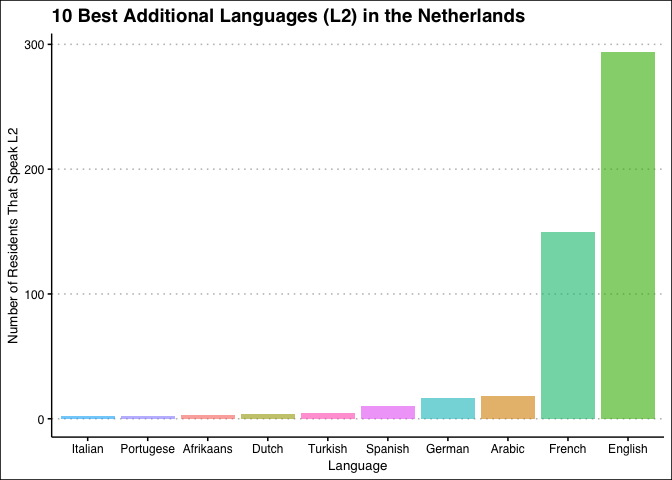 10 Best Additional Languages (L2) in the Netherlands
Number of Residents That Speak L2
300
200
100
0
Italian Portugese Afrikaans Dutch Turkish Spanish German Arabic French English
Language